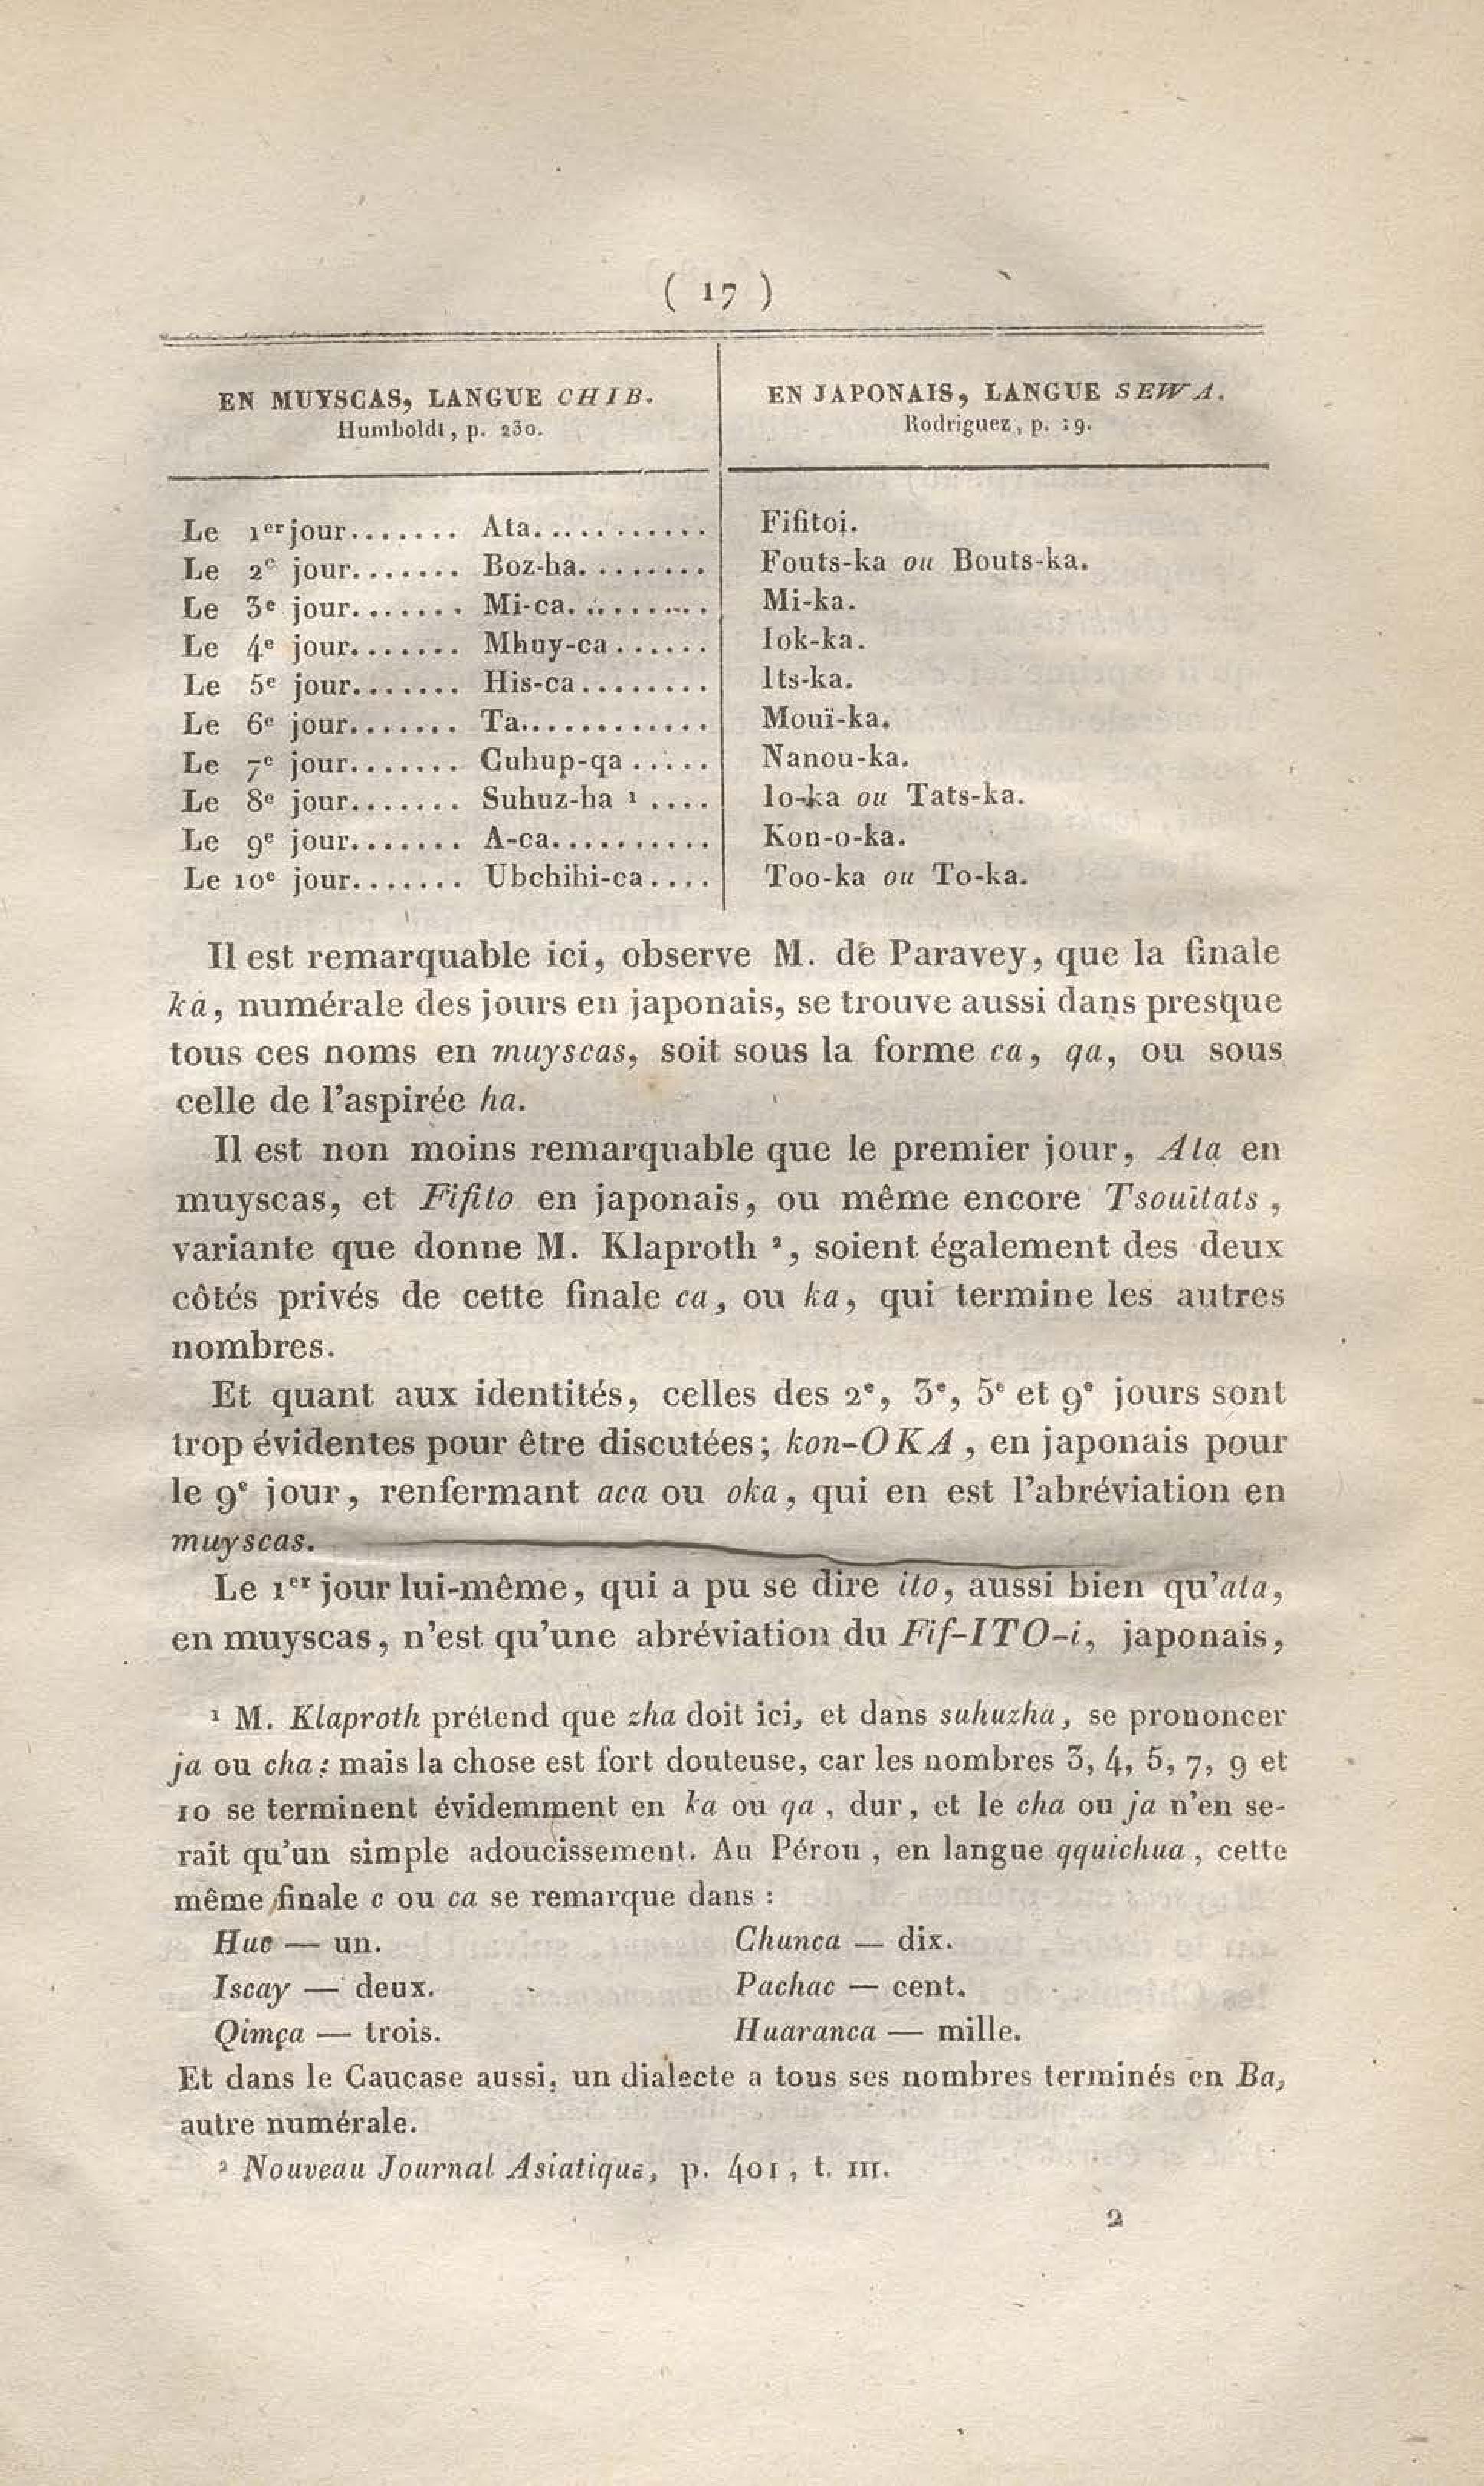 ( 17 )
EN MUYSCAS, LANGUE CHIB.
Humboldt, p. 230.
EN JAPONAIS, LANGUE SEWA.
Rodriguez, p. 19.
Le 1er jour....... Ata............ Fifitoi.
Le 2e jour....... Boz-ha......... Fouts-ka ou Bouts-ka.
Le 3e jour....... Mi-ca.......... Mi-ka.
Le 4e jour....... Mhuy-ca...... Iok-ka.
Le 5e jour....... His-ca........ Its-ka.
Le 6e jour....... Ta............ Mouï-ka.
Le 7e jour....... Cuhup-qa..... Nanou-ka.
Le 8e jour....... Suhuz-ha 1.... Io-ka ou Tats-ka.
Le 9e jour....... A-ca.......... Kon-o-ka.
Le 10e jour....... Ubchihi-ca.... Too-ka ou To-ka.
Il est remarquable ici, observe M. de Paravey, que la finale
ka, numérale des jours en japonais, se trouve aussi dans presque
tous ces noms en muyscas, soit sous la forme ca, qa, ou sous
celle de l'aspirée ha.
Il est non moins remarquable que le premier jour, Ata en
muyscas, et Fifito en japonais, ou même encore Tsouïtats,
variante que donne M. Klaproth 2, soient également des deux
côtés privés de cette finale ca, ou ka, qui termine les autres
nombres.
Et quant aux identités, celles des 2e, 3e, 5e et 9e jours sont
trop évidentes pour être discutées; kon-OKA, en japonais pour
le 9e jour, renfermant aca ou oka, qui en est l'abréviation en
muyscas.
Le 1er jour lui-même, qui a pu se dire ito, aussi bien qu'ata,
en muyscas, n'est qu'une abréviation du Fif-ITO-i, japonais,
1 M. Klaproth prétend que zha doit ici, et dans suhuzha, se prononcer
ja ou cha: mais la chose est fort douteuse, car les nombres 3, 4, 5, 7, 9 et
10 se terminent évidemment en ka ou qa, dur, et le cha ou ja n'en se-
rait qu'un simple adoucissement. Au Pérou, en langue qquichua, cette
même finale c ou ca se remarque dans :
Huc — un. Chunca — dix.
Iscay — deux. Pachac — cent.
Qimça — trois. Huaranca — mille.
Et dans le Caucase aussi, un dialecte a tous ses nombres terminés en Ba,
autre numérale.
2 Nouveau Journal Asiatique, p. 401, t. III.
2